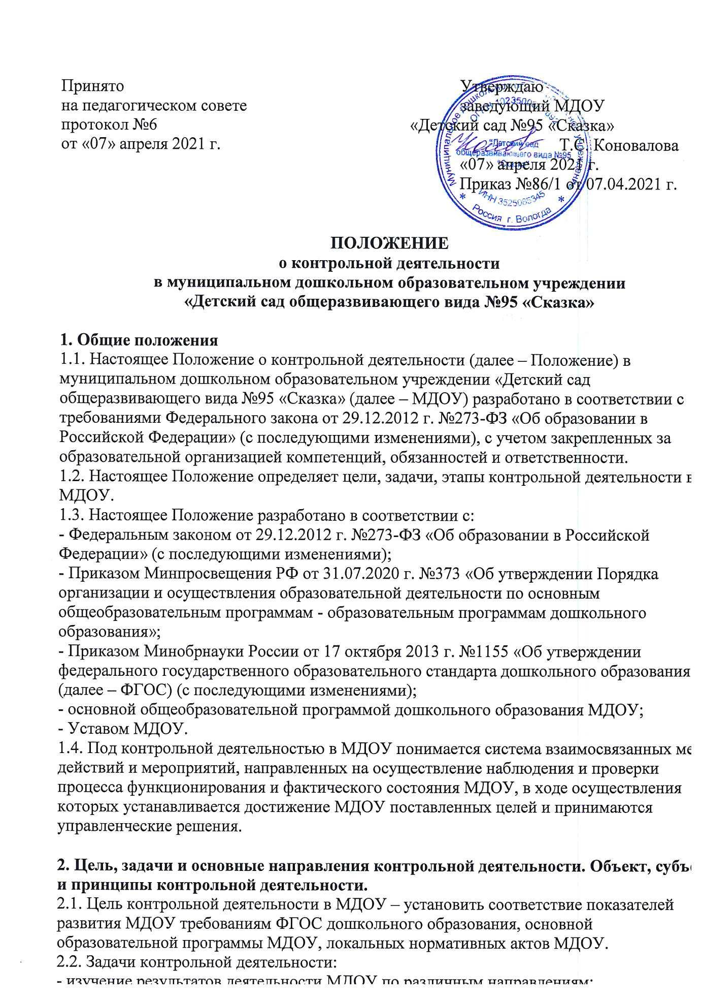 Принято
на педагогическом совете
протокол №6
от «07» апреля 2021 г.
Утверждаю
заведующий МДОУ
«Детский сад №95 «Сказка»
Т.С. Коновалова
«07» апреля 2021 г.
Приказ №86/1 от 07.04.2021 г.
Муниципальное дошкольное учреждение
ОГРН
"Детский сад
общеразвивающего вида №95
"Сказка"
ИНН 3525085345
* Россия г. Вологда *
ПОЛОЖЕНИЕ
о контрольной деятельности
в муниципальном дошкольном образовательном учреждении
«Детский сад общеразвивающего вида №95 «Сказка»
1. Общие положения
1.1. Настоящее Положение о контрольной деятельности (далее – Положение) в
муниципальном дошкольном образовательном учреждении «Детский сад
общеразвивающего вида №95 «Сказка» (далее – МДОУ) разработано в соответствии с
требованиями Федерального закона от 29.12.2012 г. №273-ФЗ «Об образовании в
Российской Федерации» (с последующими изменениями), с учетом закрепленных за
образовательной организацией компетенций, обязанностей и ответственности.
1.2. Настоящее Положение определяет цели, задачи, этапы контрольной деятельности в
МДОУ.
1.3. Настоящее Положение разработано в соответствии с:
- Федеральным законом от 29.12.2012 г. №273-ФЗ «Об образовании в Российской
Федерации» (с последующими изменениями);
- Приказом Минпросвещения РФ от 31.07.2020 г. №373 «Об утверждении Порядка
организации и осуществления образовательной деятельности по основным
общеобразовательным программам - образовательным программам дошкольного
образования»;
- Приказом Минобрнауки России от 17 октября 2013 г. №1155 «Об утверждении
федерального государственного образовательного стандарта дошкольного образования
(далее – ФГОС) (с последующими изменениями);
- основной общеобразовательной программой дошкольного образования МДОУ;
- Уставом МДОУ.
1.4. Под контрольной деятельностью в МДОУ понимается система взаимосвязанных ме
действий и мероприятий, направленных на осуществление наблюдения и проверки
процесса функционирования и фактического состояния МДОУ, в ходе осуществления
которых устанавливается достижение МДОУ поставленных целей и принимаются
управленческие решения.
2. Цель, задачи и основные направления контрольной деятельности. Объект, субъе
и принципы контрольной деятельности.
2.1. Цель контрольной деятельности в МДОУ – установить соответствие показателей
развития МДОУ требованиям ФГОС дошкольного образования, основной
образовательной программы МДОУ, локальных нормативных актов МДОУ.
2.2. Задачи контрольной деятельности:
- изучение результатов деятельности МДОУ по различным направлениям;